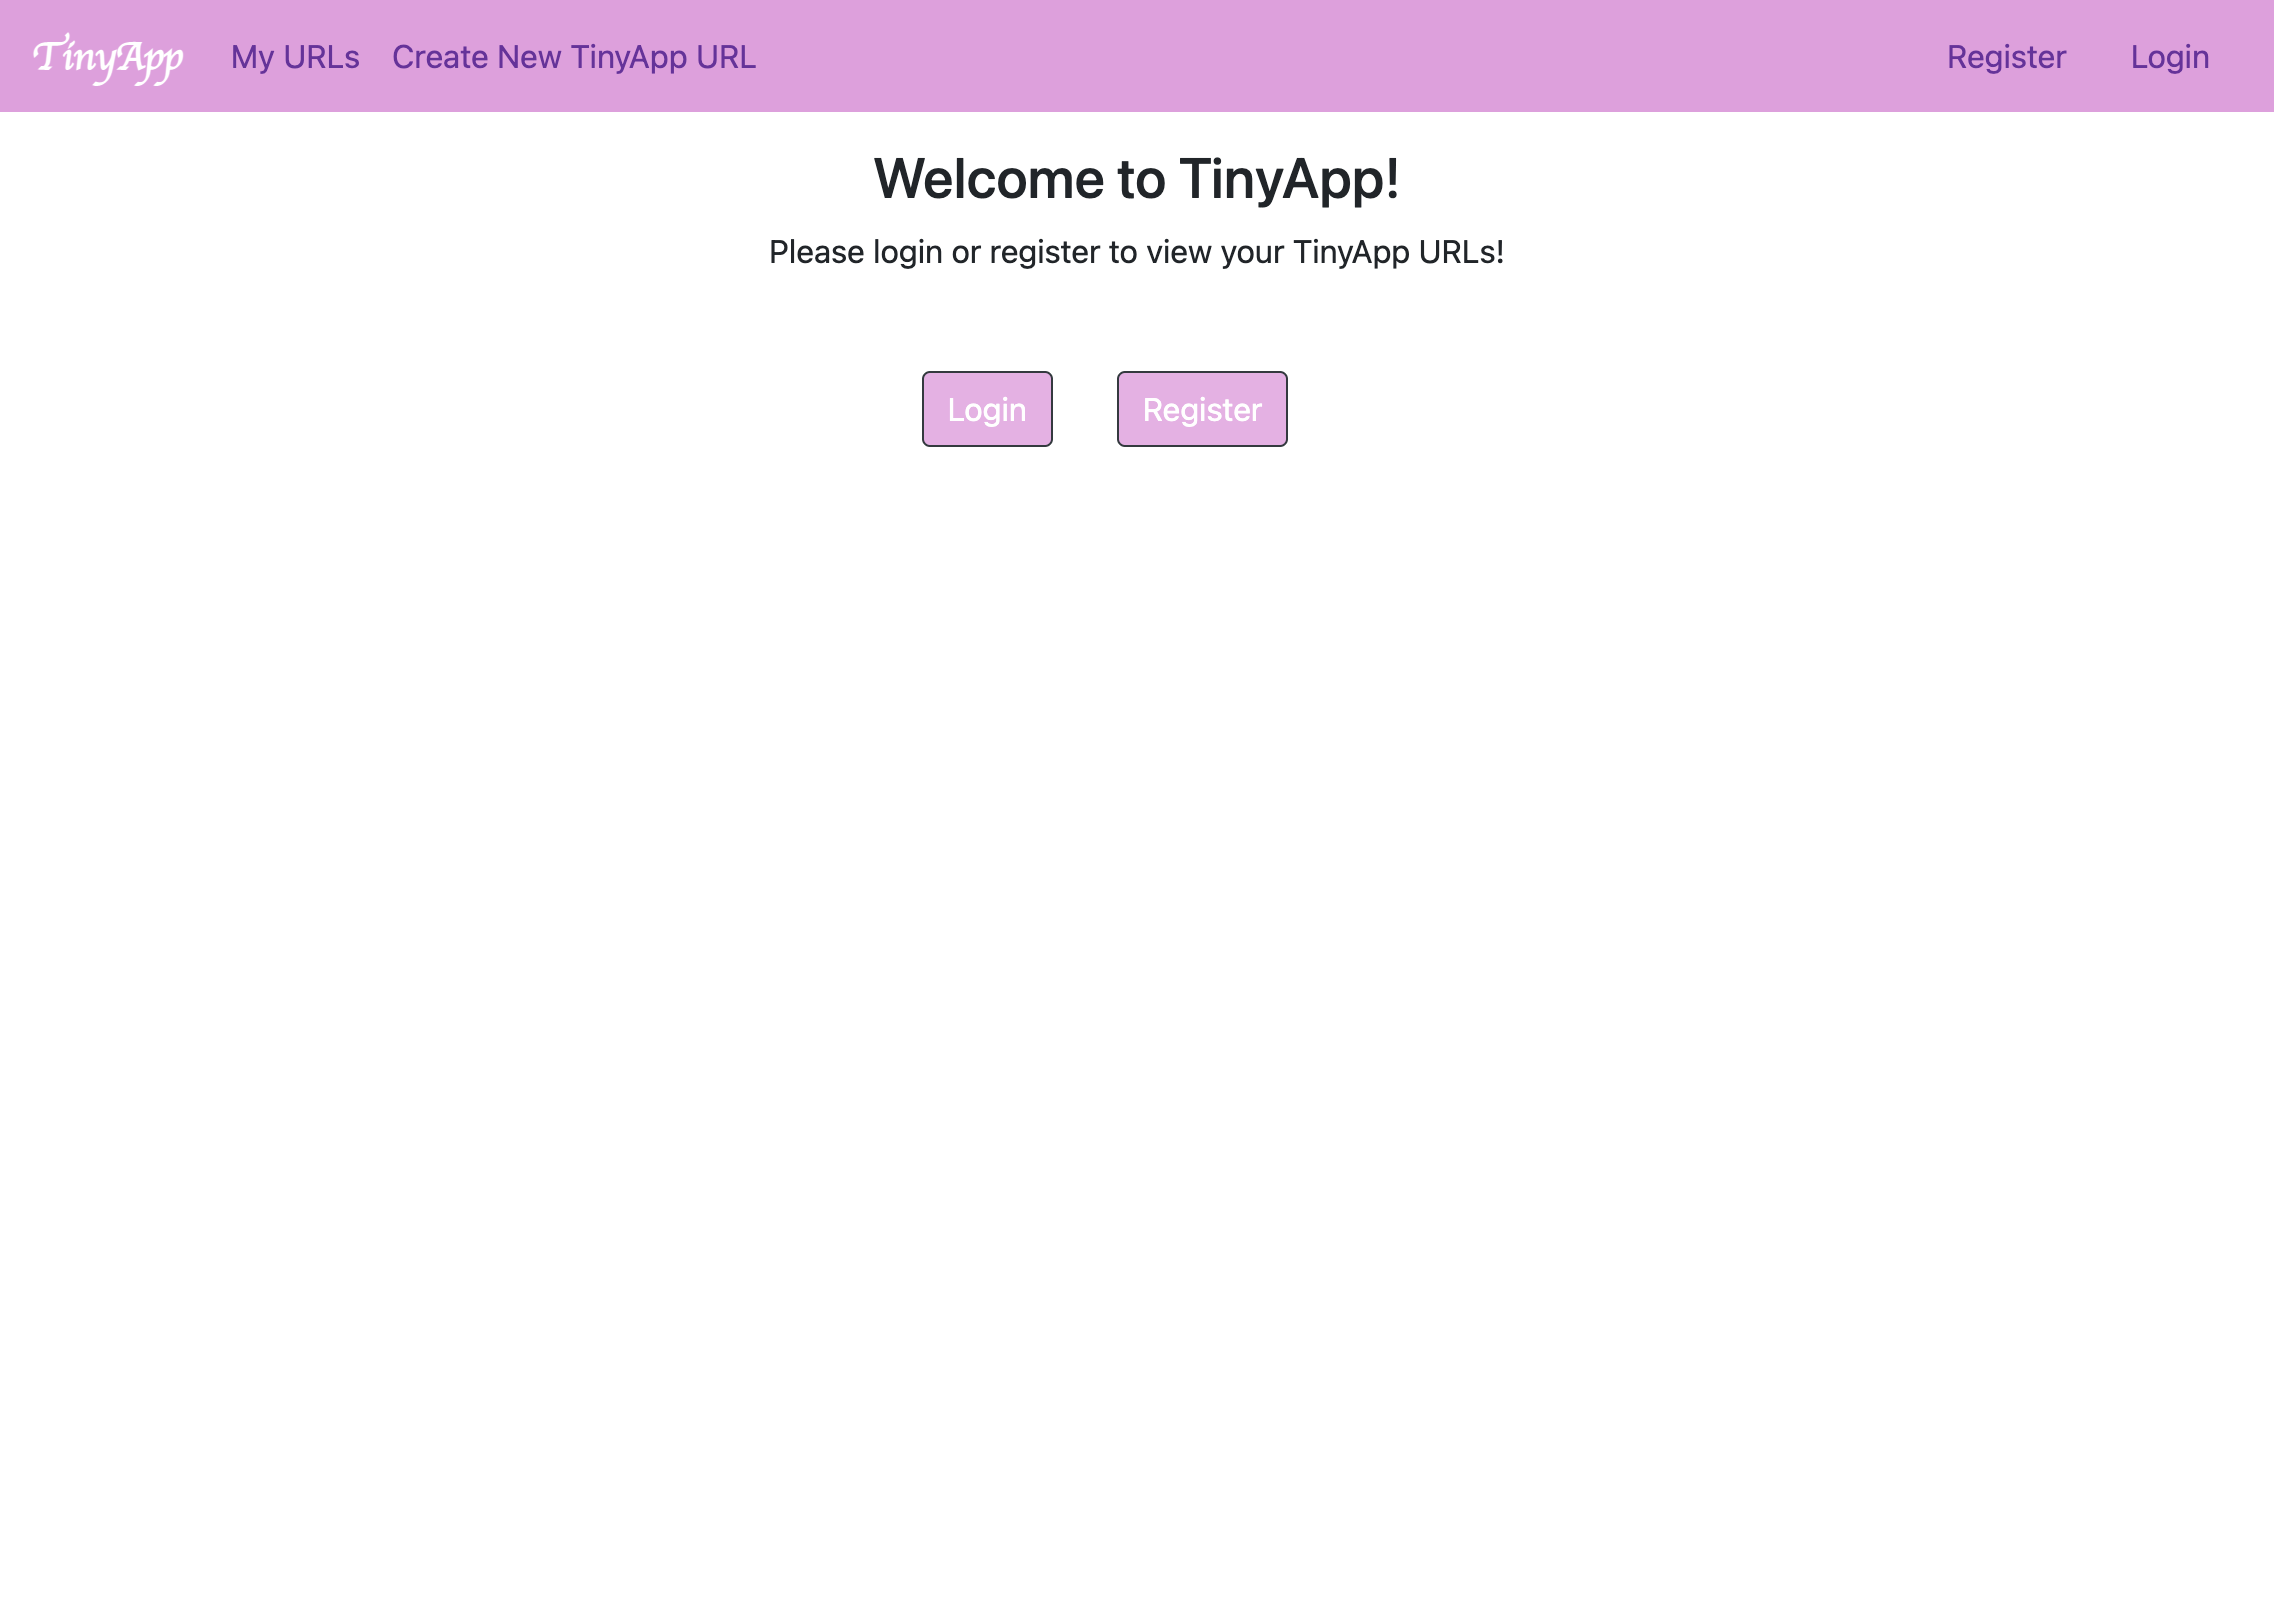 TinyApp My URLs Create New TinyApp URL Register Login
Welcome to TinyApp!
Please login or register to view your TinyApp URLs!
Login Register